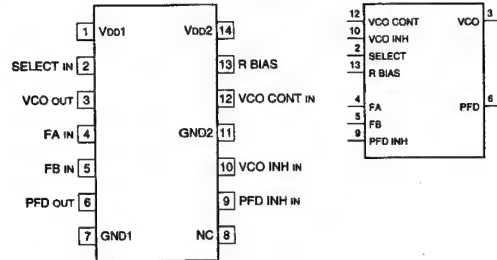 1 VDD1 VDD2 14
SELECT IN 2 13 R BIAS
VCO OUT 3 12 VCO CONT IN
FA IN 4 GND2 11
FB IN 5 10 VCO INH IN
PFD OUT 6 9 PFD INH IN
7 GND1 NC 8
12 VCO CONT VCO 3
10 VCO INH
2 SELECT
13 R BIAS
4 FA PFD 6
5 FB
9 PFD INH